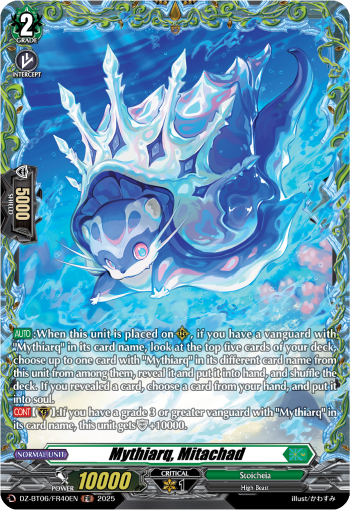 2
GRADE
INTERCEPT
5000
SHIELD
AUTO :When this unit is placed on , if you have a vanguard with
"Mythiarq" in its card name, look at the top five cards of your deck,
choose up to one card with "Mythiarq" in its different card name from
this unit from among them, reveal it and put it into hand, and shuffle the
deck. If you revealed a card, choose a card from your hand, and put it
into soul.
CONT :If you have a grade 3 or greater vanguard with "Mythiarq" in
its card name, this unit gets +10000.
NORMAL UNIT
Mythiarq, Mitachad
POWER
10000
CRITICAL
1
Stoicheia
High Beast
DZ-BT06/FR40EN FR 2025
illust/かわすみ